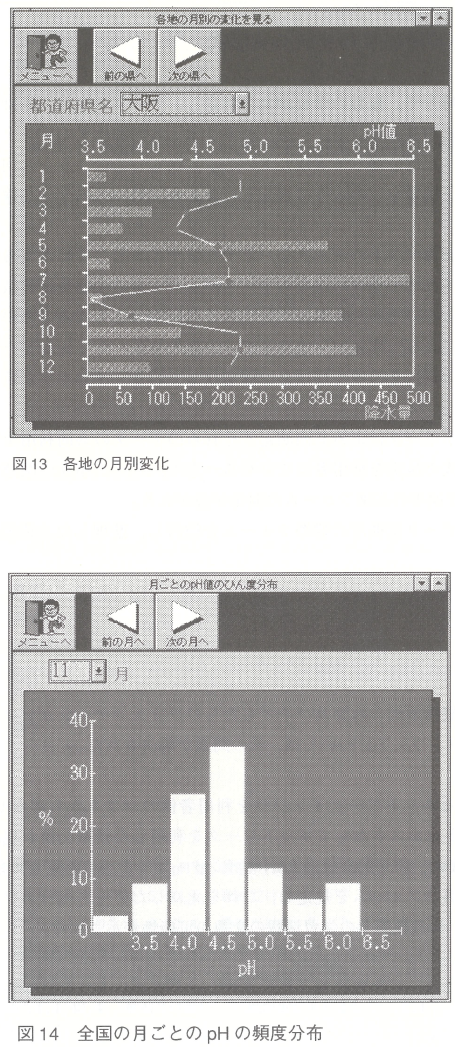 各地の月別の変化を見る
メニューへ 前の県へ 次の県へ
都道府県名 大阪
月 pH値
3.5 4.0 4.5 5.0 5.5 6.0 6.5
1
2
3
4
5
6
7
8
9
10
11
12
0 50 100 150 200 250 300 350 400 450 500
降水量
図13 各地の月別変化
月ごとのpH値のひん度分布
メニューへ 前の月へ 次の月へ
11 月
40
30
% 20
10
0
3.5 4.0 4.5 5.0 5.5 6.0 6.5
pH
図14 全国の月ごとの pH の頻度分布